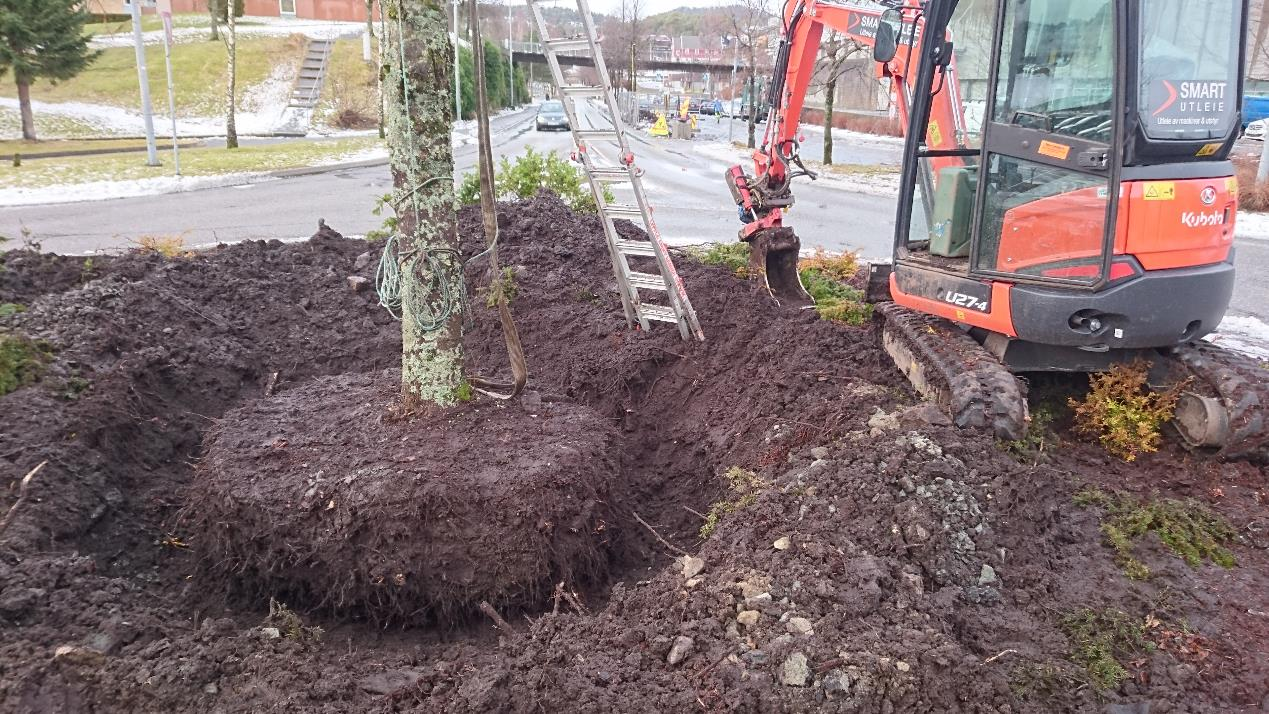 SMART
SMART
UTLEIE
Utleie av maskiner & utstyr
Kubota
U27-4